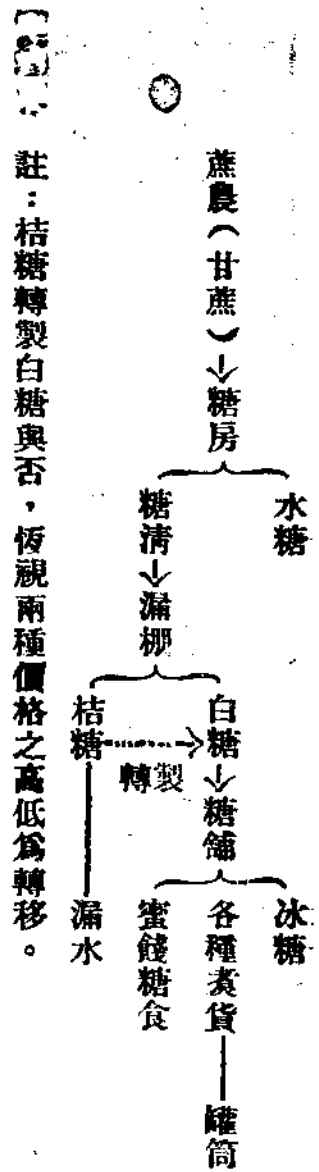 蔗農(甘蔗)→糖房
水糖
糖清→漏棚
白糖→糖舖
冰糖
各種煮貨——罐筒
蜜餞糖食
桔糖——漏水
轉製
註:桔糖轉製白糖與否,恆視兩種價格之高低爲轉移。